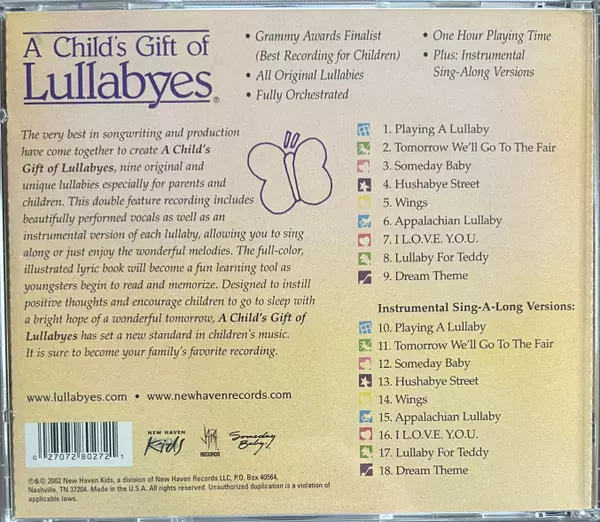 A Child's Gift of
Lullabyes®
• Grammy Awards Finalist
(Best Recording for Children)
• All Original Lullabies
• Fully Orchestrated
• One Hour Playing Time
• Plus: Instrumental
Sing-Along Versions
The very best in songwriting and production
have come together to create A Child's
Gift of Lullabyes, nine original and
unique lullabies especially for parents and
children. This double feature recording includes
beautifully performed vocals as well as an
instrumental version of each lullaby, allowing you to sing
along or just enjoy the wonderful melodies. The full-color,
illustrated lyric book will become a fun learning tool as
youngsters begin to read and memorize. Designed to instill
positive thoughts and encourage children to go to sleep with
a bright hope of a wonderful tomorrow, A Child's Gift of
Lullabyes has set a new standard in children's music.
It is sure to become your family's favorite recording.
www.lullabyes.com • www.newhavenrecords.com
1. Playing A Lullaby
2. Tomorrow We'll Go To The Fair
3. Someday Baby
4. Hushabye Street
5. Wings
6. Appalachian Lullaby
7. I L.O.V.E. Y.O.U.
8. Lullaby For Teddy
9. Dream Theme
Instrumental Sing-A-Long Versions:
10. Playing A Lullaby
11. Tomorrow We'll Go To The Fair
12. Someday Baby
13. Hushabye Street
14. Wings
15. Appalachian Lullaby
16. I L.O.V.E. Y.O.U.
17. Lullaby For Teddy
18. Dream Theme
0 27072 80272 1
NEW HAVEN
Kids
RECORDS
Someday
Baby!
℗&© 2002 New Haven Kids, a division of New Haven Records LLC, P.O. Box 40564,
Nashville, TN 37204. Made in the U.S.A. All rights reserved. Unauthorized duplication is a violation of
applicable laws.